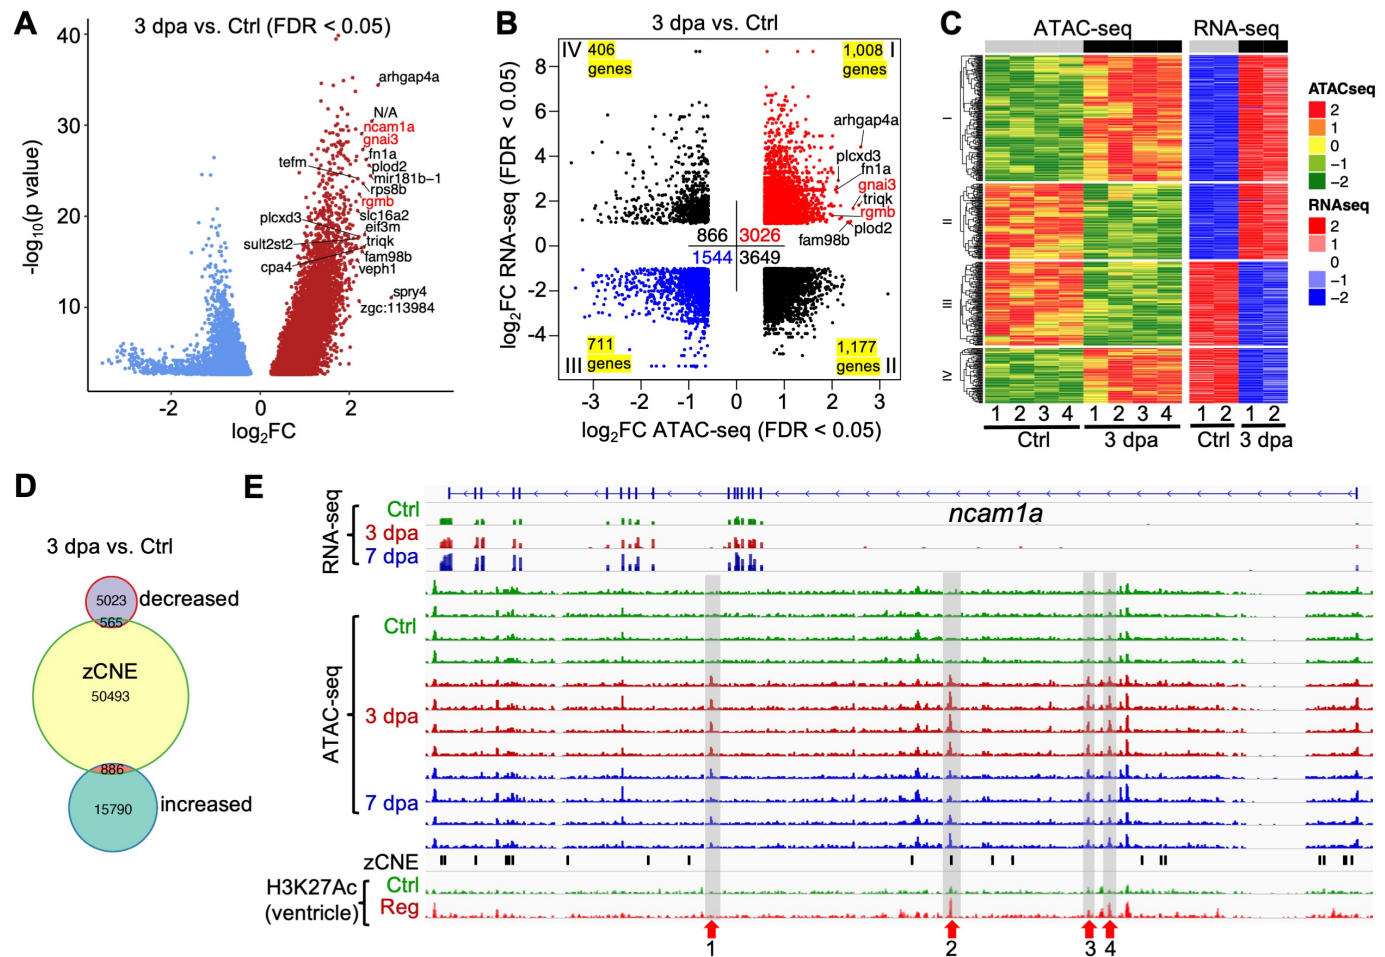 A
3 dpa vs. Ctrl (FDR < 0.05)
40
30
20
10
-log10(p value)
-2
0
2
log2FC
arhgap4a
N/A
ncam1a
gnai3
fn1a
tefm
plod2
mir181b-1
rps8b
rgmb
slc16a2
plcxd3
eif3m
sult2st2
triqk
fam98b
cpa4
veph1
spry4
zgc:113984
B
3 dpa vs. Ctrl
IV
406
genes
1,008
genes
I
8
6
4
2
0
-2
-4
log2FC RNA-seq (FDR < 0.05)
arhgap4a
plcxd3
fn1a
gnai3
triqk
rgmb
plod2
fam98b
866
3026
1544
3649
III
711
genes
1,177
genes
II
-3
-2
-1
0
1
2
3
log2FC ATAC-seq (FDR < 0.05)
C
ATAC-seq
RNA-seq
I
II
III
IV
1 2 3 4 1 2 3 4 1 2 1 2
Ctrl
3 dpa
Ctrl
3 dpa
ATACseq
2
1
0
-1
-2
RNAseq
2
1
0
-1
-2
D
3 dpa vs. Ctrl
5023
decreased
565
zCNE
50493
886
15790
increased
E
ncam1a
RNA-seq
Ctrl
3 dpa
7 dpa
ATAC-seq
Ctrl
3 dpa
7 dpa
zCNE
H3K27Ac
(ventricle)
Ctrl
Reg
1
2
3
4